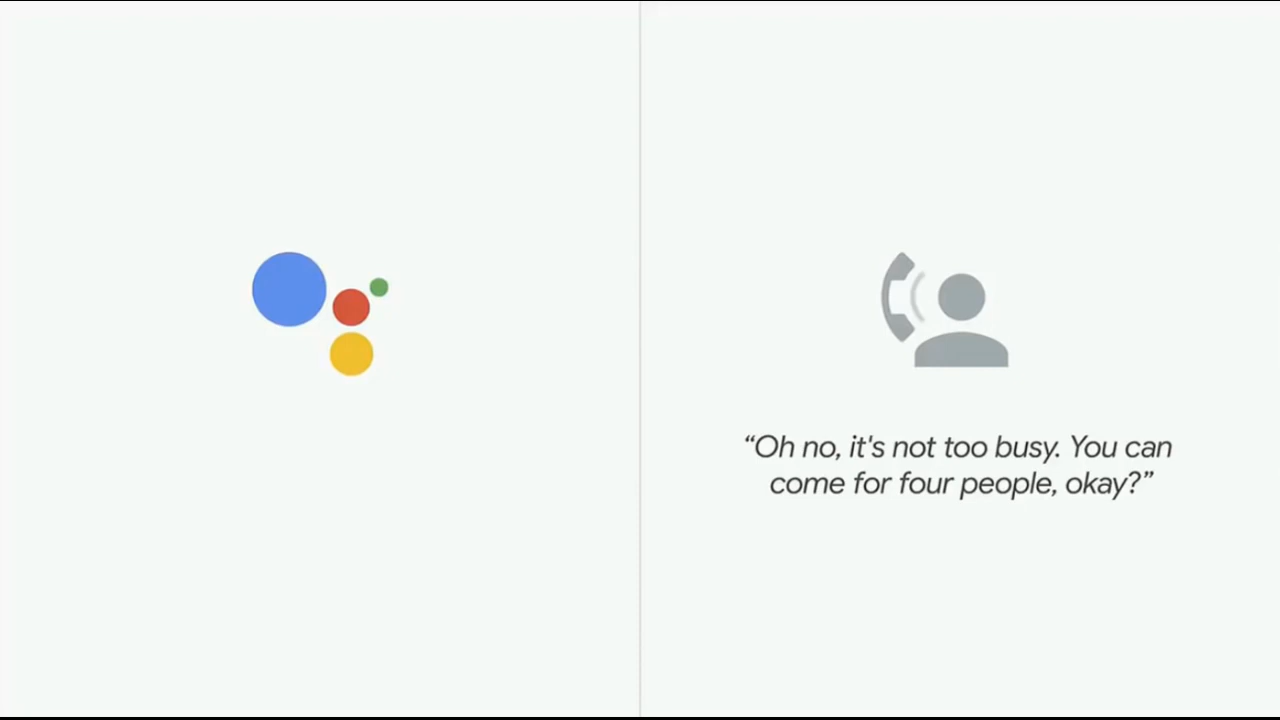 “Oh no, it's not too busy. You can
come for four people, okay?”